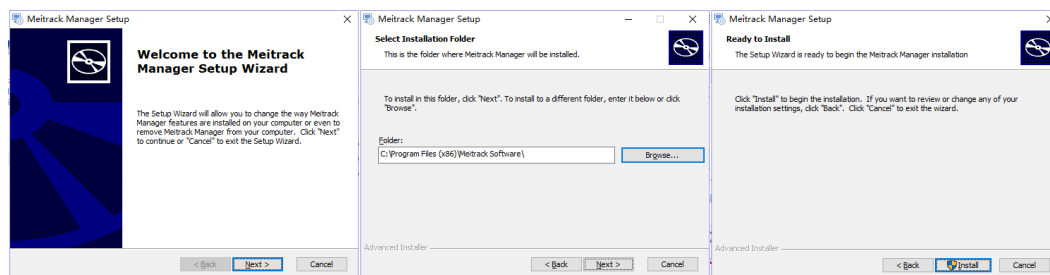 Meitrack Manager Setup
Welcome to the Meitrack
Manager Setup Wizard
The Setup Wizard will allow you to change the way Meitrack
Manager features are installed on your computer or even to
remove Meitrack Manager from your computer. Click "Next"
to continue or "Cancel" to exit the Setup Wizard.
< Back
Next >
Cancel
Meitrack Manager Setup
Select Installation Folder
This is the folder where Meitrack Manager will be installed.
To install in this folder, click "Next". To install to a different folder, enter it below or click
"Browse".
Folder:
C:\Program Files (x86)\Meitrack Software\
Browse...
Advanced Installer
< Back
Next >
Cancel
Meitrack Manager Setup
Ready to Install
The Setup Wizard is ready to begin the Meitrack Manager installation
Click "Install" to begin the installation. If you want to review or change any of your
installation settings, click "Back". Click "Cancel" to exit the wizard.
Advanced Installer
< Back
Install
Cancel